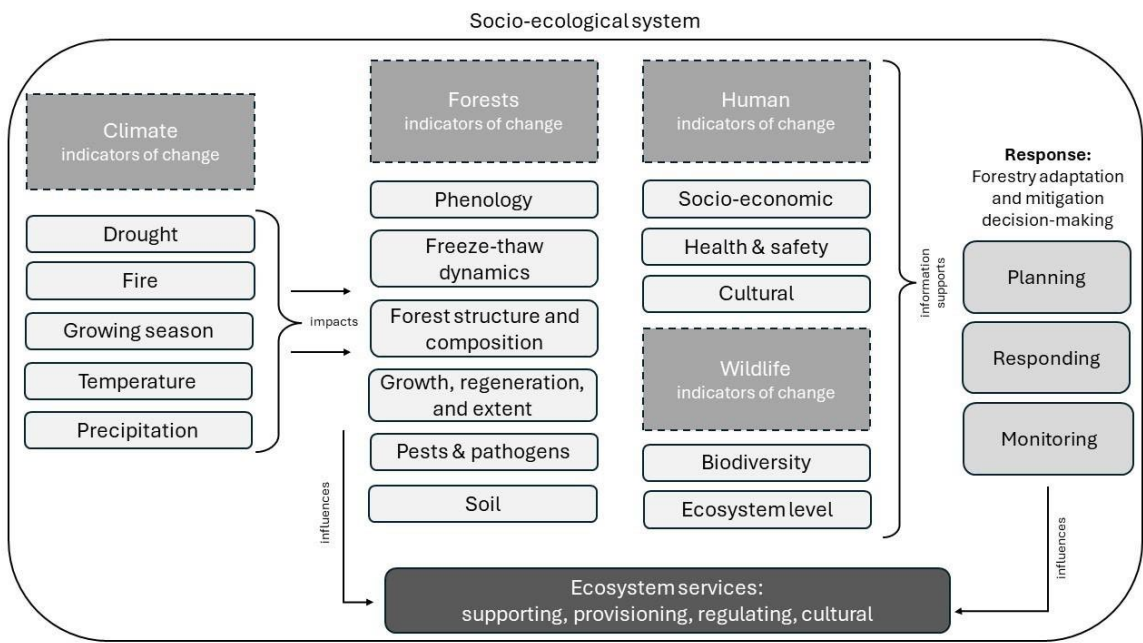 Socio-ecological system
Climate
indicators of change
Drought
Fire
Growing season
Temperature
Precipitation
impacts
Forests
indicators of change
Phenology
Freeze-thaw
dynamics
Forest structure and
composition
Growth, regeneration,
and extent
Pests & pathogens
Soil
influences
Human
indicators of change
Socio-economic
Health & safety
Cultural
Wildlife
indicators of change
Biodiversity
Ecosystem level
information
supports
Response:
Forestry adaptation
and mitigation
decision-making
Planning
Responding
Monitoring
influences
Ecosystem services:
supporting, provisioning, regulating, cultural